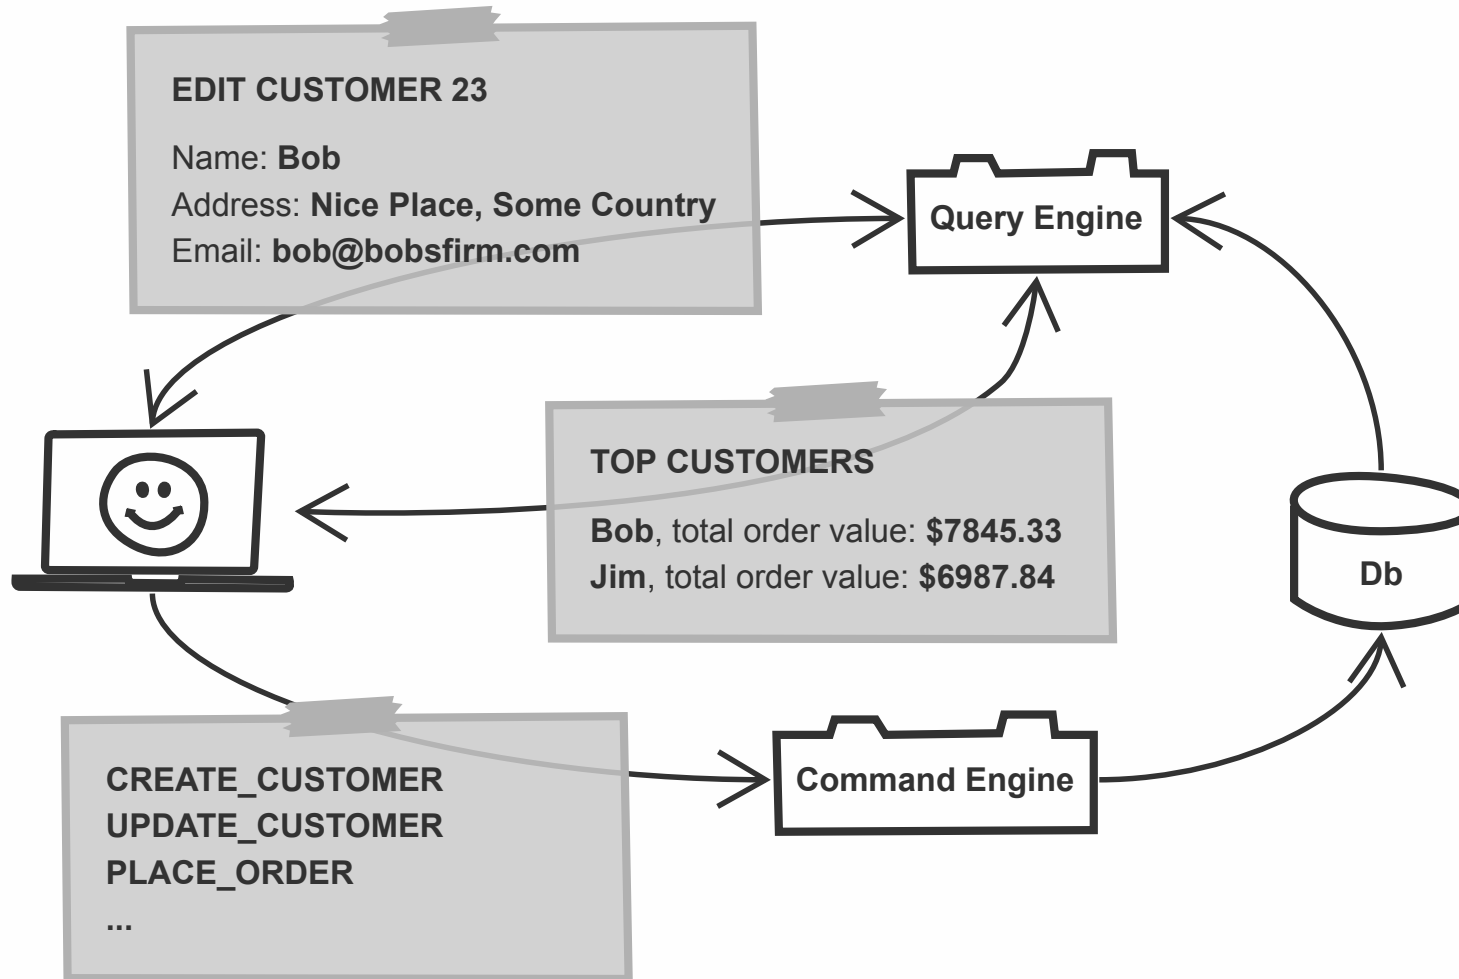 EDIT CUSTOMER 23
Name: Bob
Address: Nice Place, Some Country
Email: bob@bobsfirm.com
Query Engine
TOP CUSTOMERS
Bob, total order value: $7845.33
Jim, total order value: $6987.84
Db
CREATE_CUSTOMER
UPDATE_CUSTOMER
PLACE_ORDER
...
Command Engine